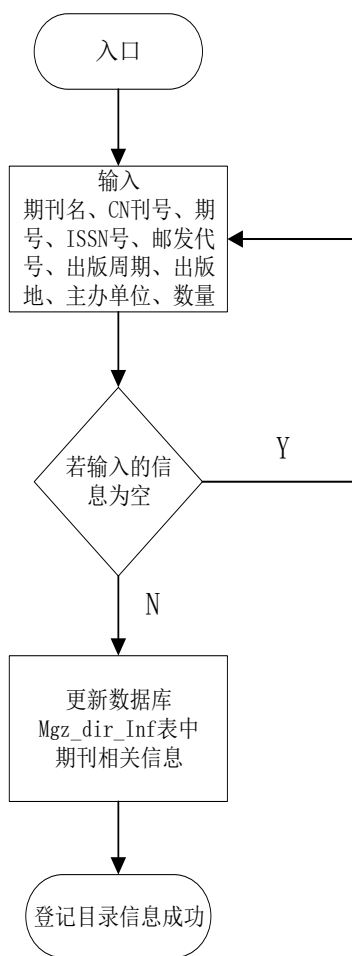 入口
输入
期刊名、CN刊号、期
号、ISSN号、邮发代
号、出版周期、出版
地、主办单位、数量
若输入的信
息为空
Y
N
更新数据库
Mgz_dir_Inf表中
期刊相关信息
登记目录信息成功